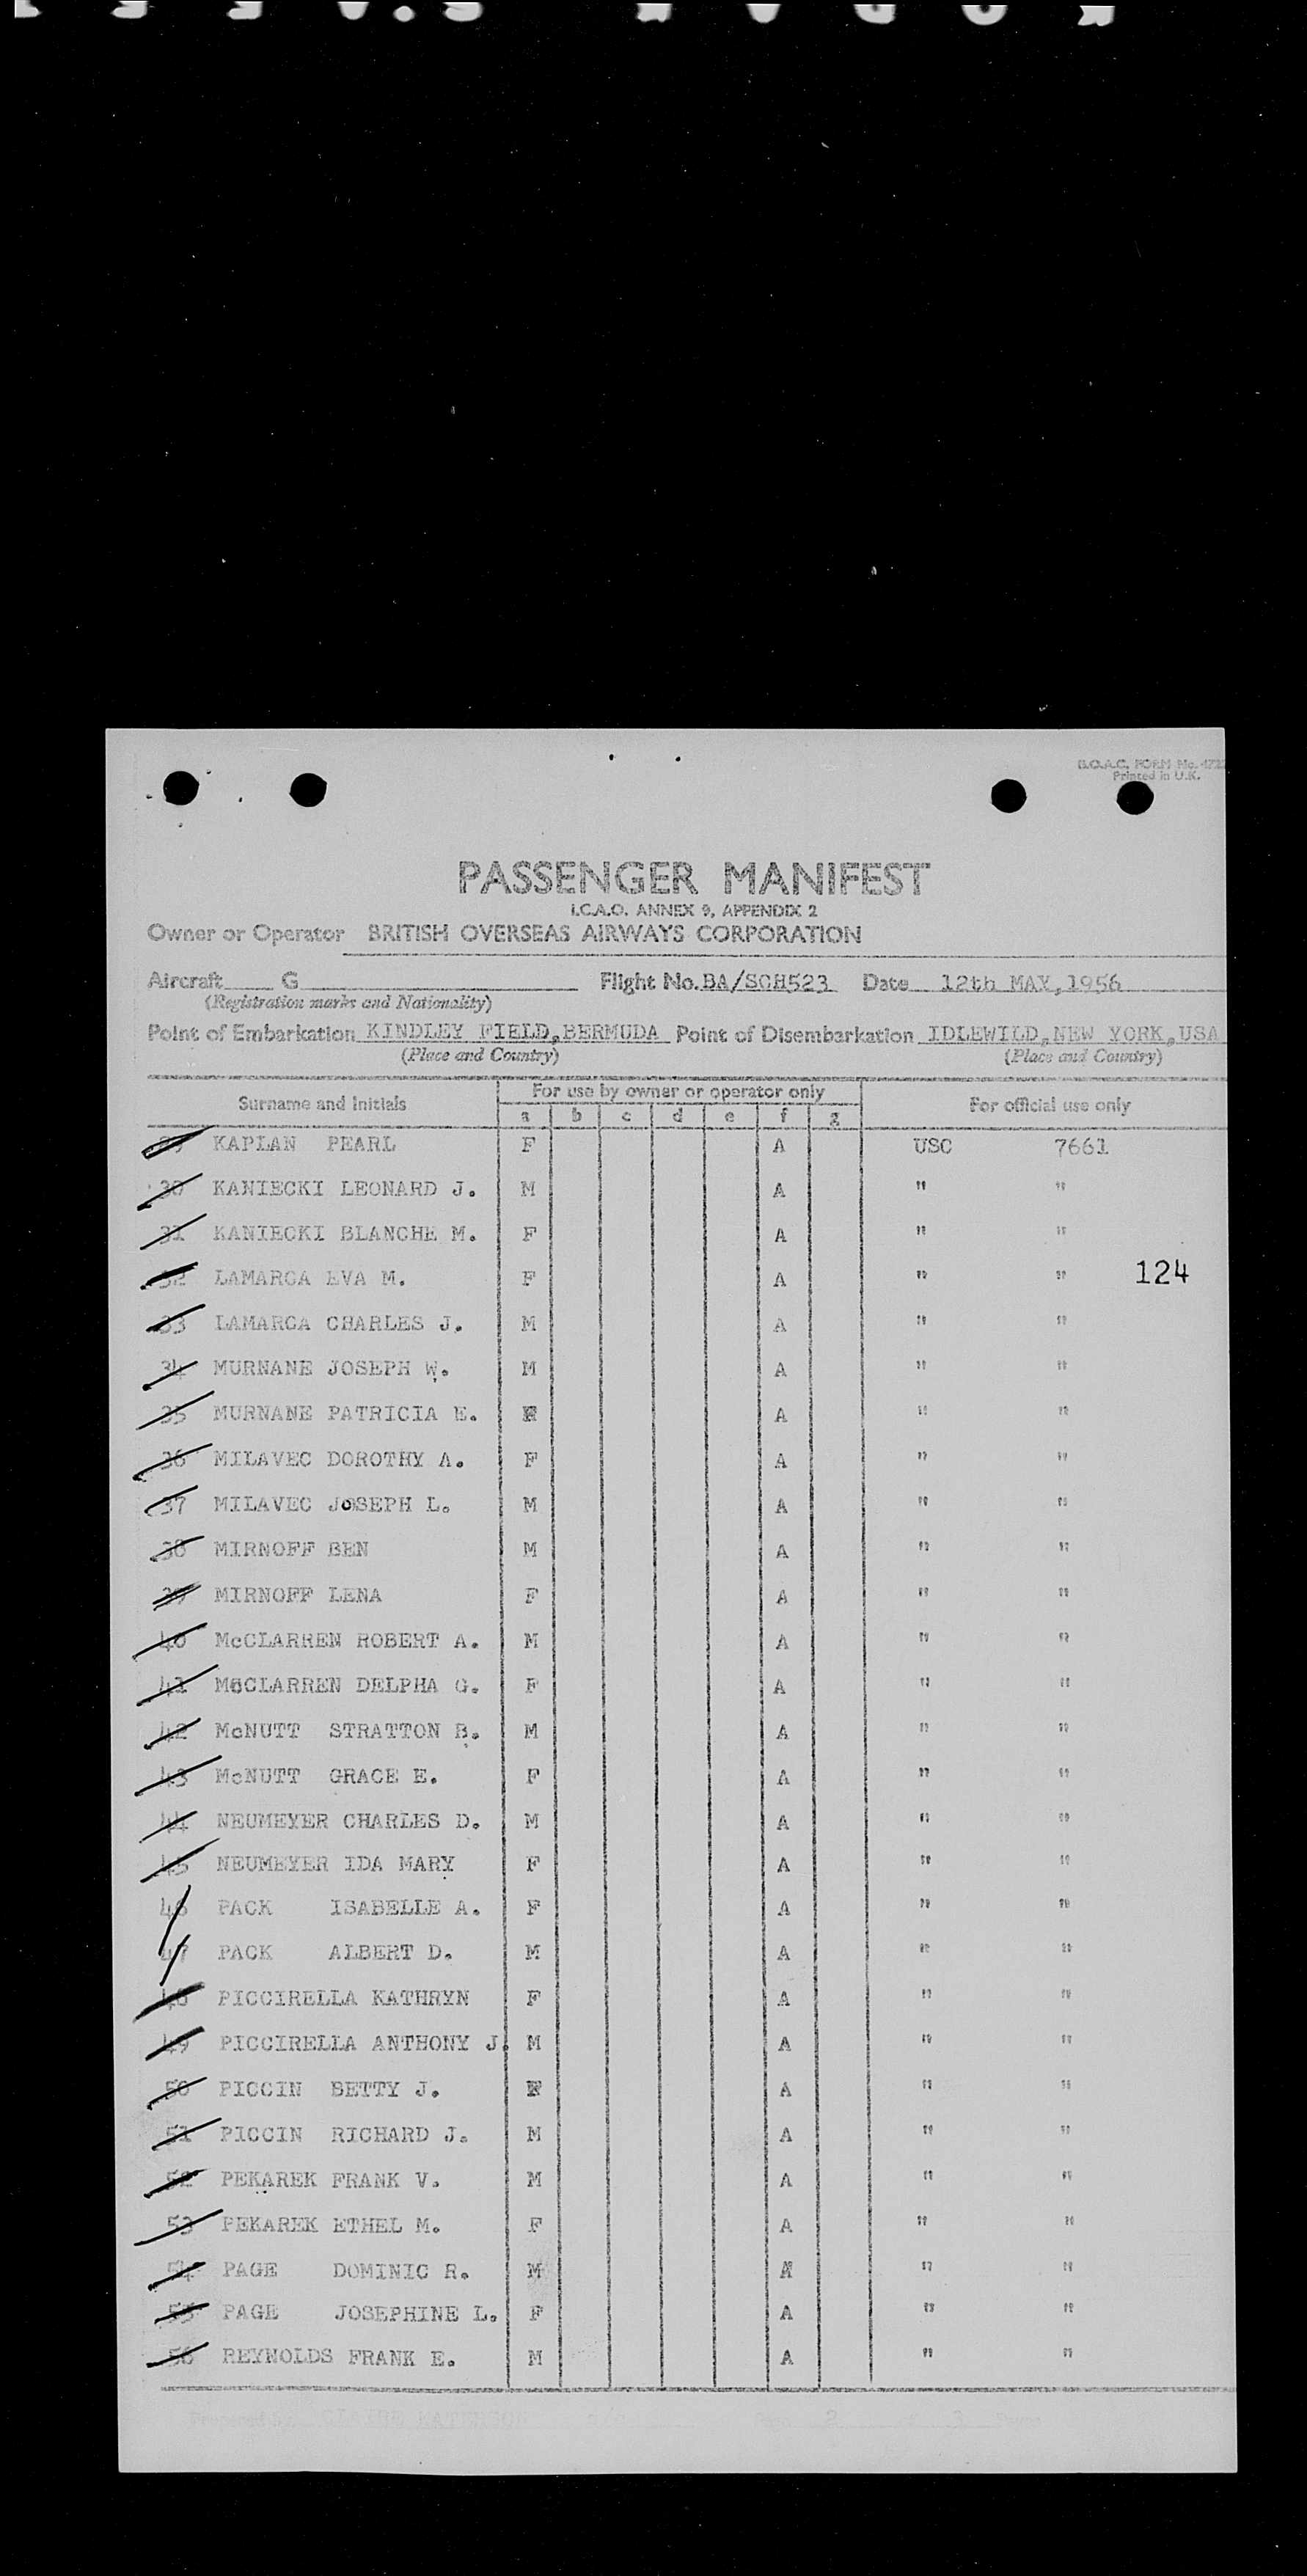 B.O.A.C. FORM No.
Printed in U.K.
PASSENGER MANIFEST
I.C.A.O. ANNEX 9, APPENDIX 2
Owner or Operator BRITISH OVERSEAS AIRWAYS CORPORATION
Aircraft G Flight No. BA/SCH523 Date 12th MAY, 1956
(Registration marks and Nationality)
Point of Embarkation KINDLEY FIELD, BERMUDA Point of Disembarkation IDLEWILD, NEW YORK, USA
(Place and Country) (Place and Country)
Surname and Initials For use by owner or operator only For official use only
a b c d e f g
KAPLAN PEARL F A USC 7661
30 KANIECKI LEONARD J. M A " "
31 KANIECKI BLANCHE M. F A " "
32 LAMARCA EVA M. F A " " 124
33 LAMARCA CHARLES J. M A " "
34 MURNANE JOSEPH W. M A " "
35 MURNANE PATRICIA E. F A " "
36 MILAVEC DOROTHY A. F A " "
37 MILAVEC JOSEPH L. M A " "
38 MIRNOFF BEN M A " "
39 MIRNOFF LENA F A " "
40 McCLARREN ROBERT A. M A " "
41 McCLARREN DELPHA G. F A " "
42 McNUTT STRATTON B. M A " "
43 McNUTT GRACE E. F A " "
44 NEUMEYER CHARLES D. M A " "
45 NEUMEYER IDA MARY F A " "
46 PACK ISABELLE A. F A " "
47 PACK ALBERT D. M A " "
48 PICCIRELLA KATHRYN F A " "
49 PICCIRELLA ANTHONY J. M A " "
50 PICCIN BETTY J. F A " "
51 PICCIN RICHARD J. M A " "
52 PEKAREK FRANK V. M A " "
53 PEKAREK ETHEL M. F A " "
54 PAGE DOMINIC R. M A " "
55 PAGE JOSEPHINE L. F A " "
56 REYNOLDS FRANK E. M A " "
Prepared by CLAIRE 2 3